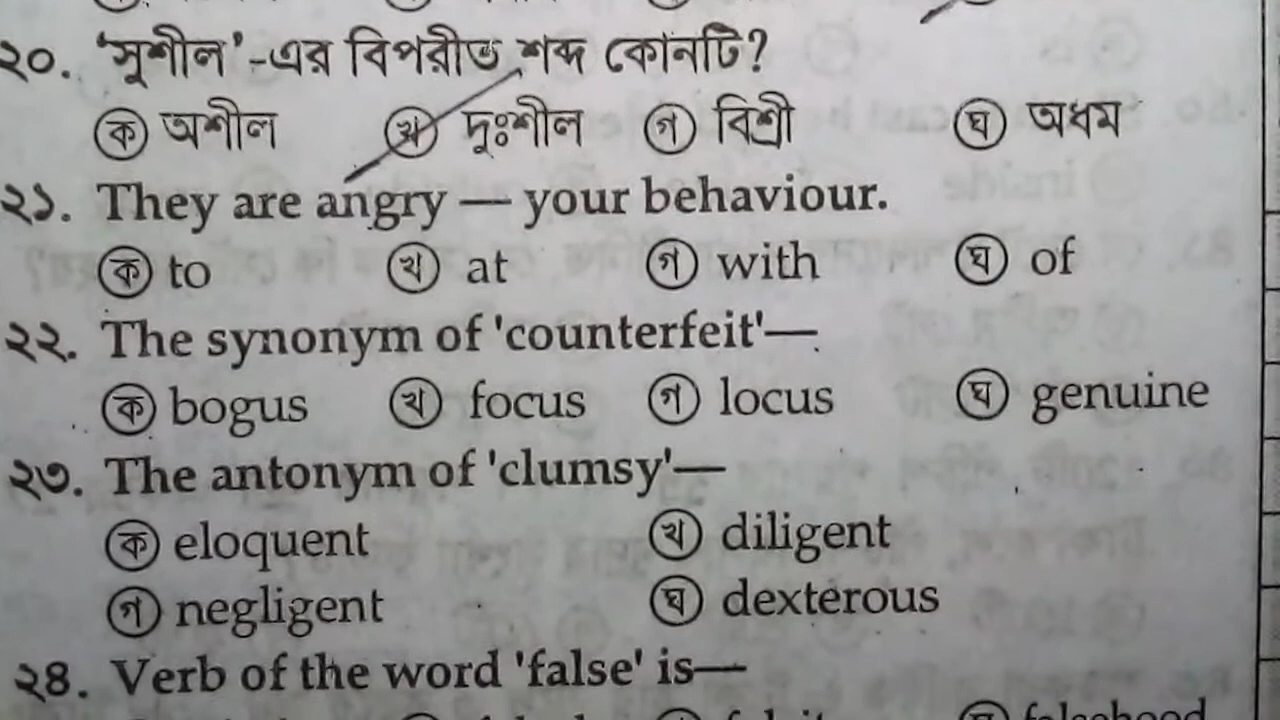 ২০. 'সুশীল'-এর বিপরীত শব্দ কোনটি?
ক অশীল খ দুঃশীল গ বিশ্রী ঘ অধম
২১. They are angry — your behaviour.
ক to খ at গ with ঘ of
২২. The synonym of 'counterfeit'—
ক bogus খ focus গ locus ঘ genuine
২৩. The antonym of 'clumsy'—
ক eloquent খ diligent
গ negligent ঘ dexterous
২৪. Verb of the word 'false' is—
ঘ falsehood